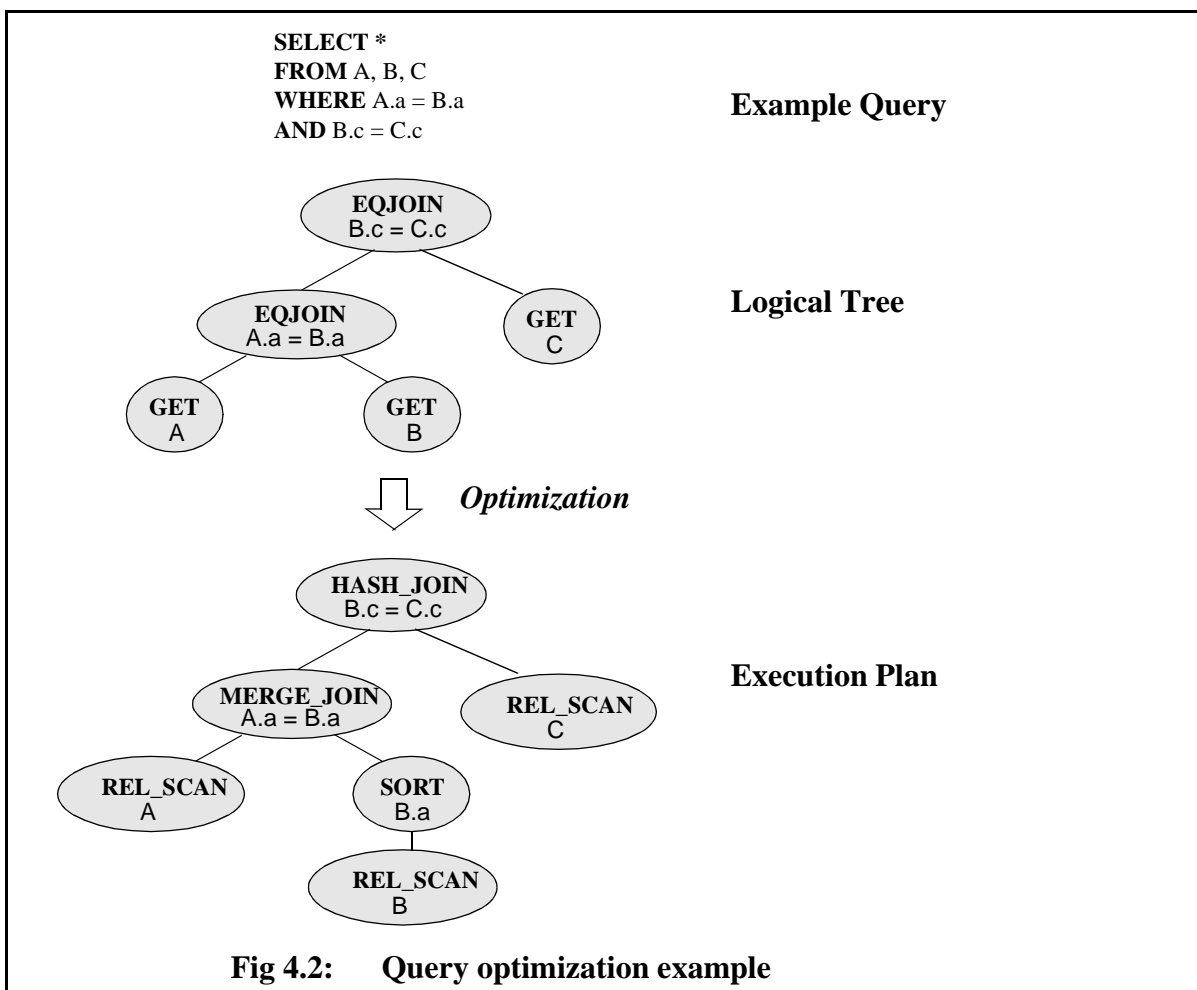 SELECT *
FROM A, B, C
WHERE A.a = B.a
AND B.c = C.c
Example Query
EQJOIN
B.c = C.c
Logical Tree
EQJOIN
A.a = B.a
GET
C
GET
A
GET
B
Optimization
HASH_JOIN
B.c = C.c
Execution Plan
MERGE_JOIN
A.a = B.a
REL_SCAN
C
REL_SCAN
A
SORT
B.a
REL_SCAN
B
Fig 4.2: Query optimization example